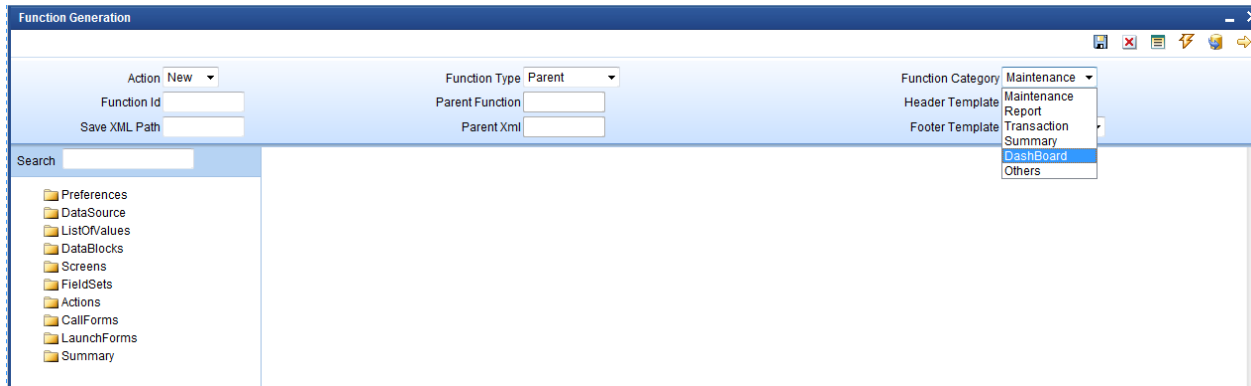 Function Generation
Action New Function Type Parent Function Category Maintenance
Function Id Parent Function Header Template Maintenance
Report
Save XML Path Parent Xml Footer Template Transaction
Summary
DashBoard
Others
Search
Preferences
DataSource
ListOfValues
DataBlocks
Screens
FieldSets
Actions
CallForms
LaunchForms
Summary